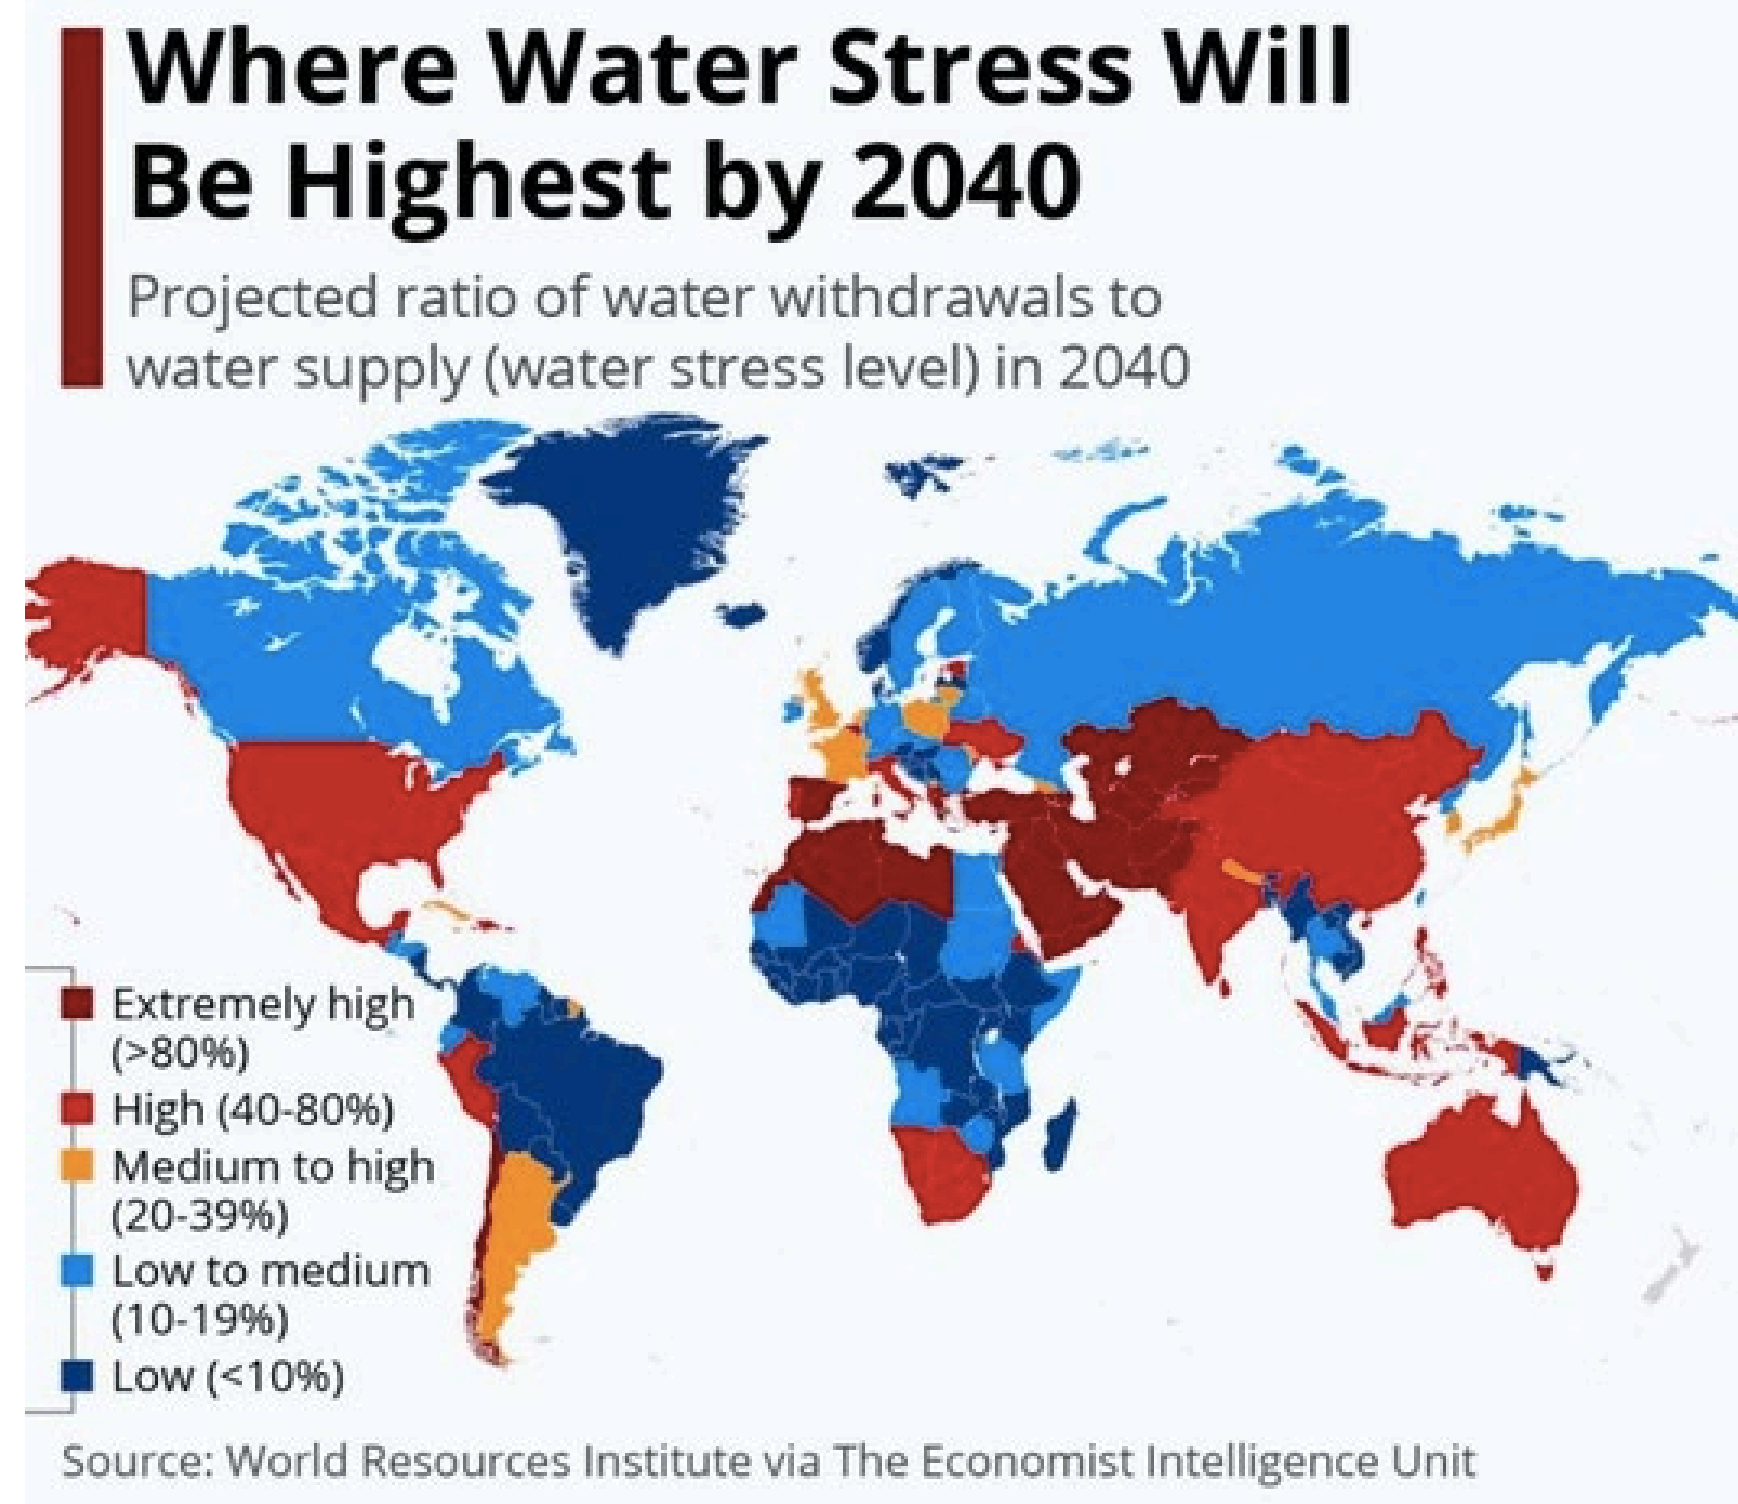 Where Water Stress Will
Be Highest by 2040
Projected ratio of water withdrawals to
water supply (water stress level) in 2040
Extremely high
(>80%)
High (40-80%)
Medium to high
(20-39%)
Low to medium
(10-19%)
Low (<10%)
Source: World Resources Institute via The Economist Intelligence Unit